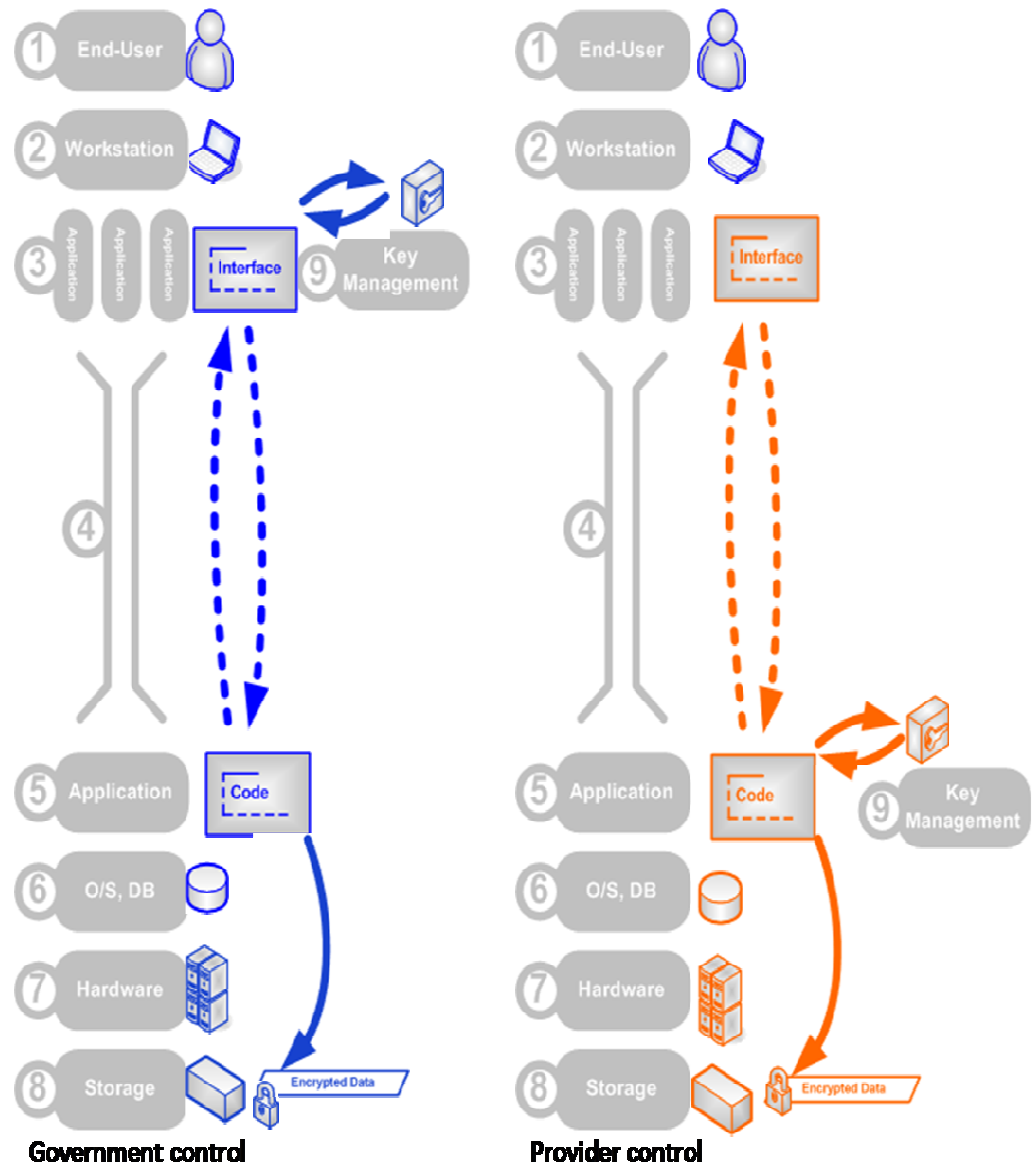 1 End-User
2 Workstation
3 Application Application Application
Interface
9 Key
Management
4
5 Application
Code
6 O/S, DB
7 Hardware
8 Storage
Encrypted Data
Government control
1 End-User
2 Workstation
3 Application Application Application
Interface
4
5 Application
Code
9 Key
Management
6 O/S, DB
7 Hardware
8 Storage
Encrypted Data
Provider control